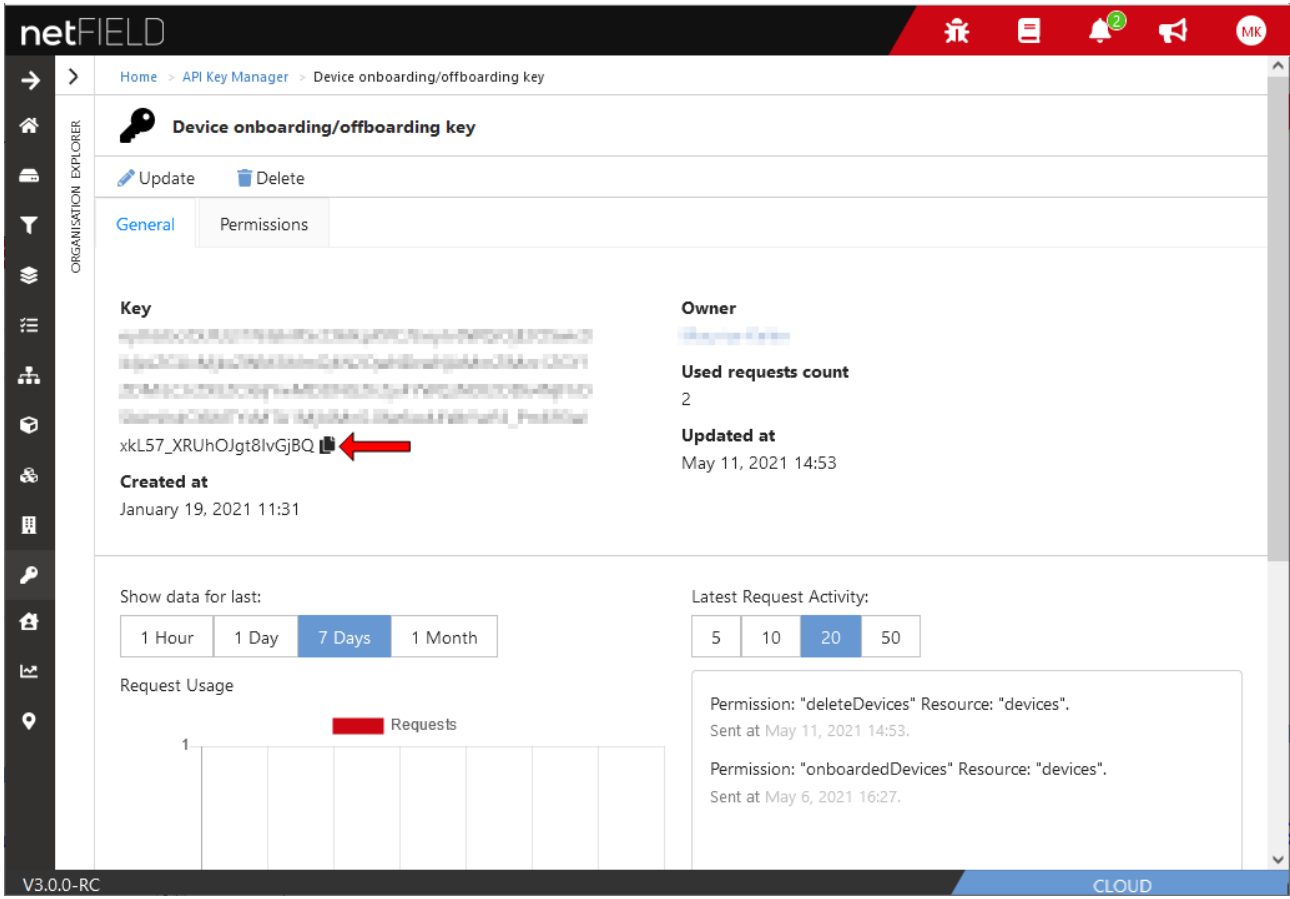 netFIELD
2
MK
Home > API Key Manager > Device onboarding/offboarding key
ORGANISATION EXPLORER
Device onboarding/offboarding key
Update Delete
General Permissions
Key
xkL57_XRUhOJgt8IvGjBQ
Created at
January 19, 2021 11:31
Owner
Used requests count
2
Updated at
May 11, 2021 14:53
Show data for last:
1 Hour 1 Day 7 Days 1 Month
Request Usage
Requests
1
Latest Request Activity:
5 10 20 50
Permission: "deleteDevices" Resource: "devices".
Sent at May 11, 2021 14:53.
Permission: "onboardedDevices" Resource: "devices".
Sent at May 6, 2021 16:27.
V3.0.0-RC
CLOUD